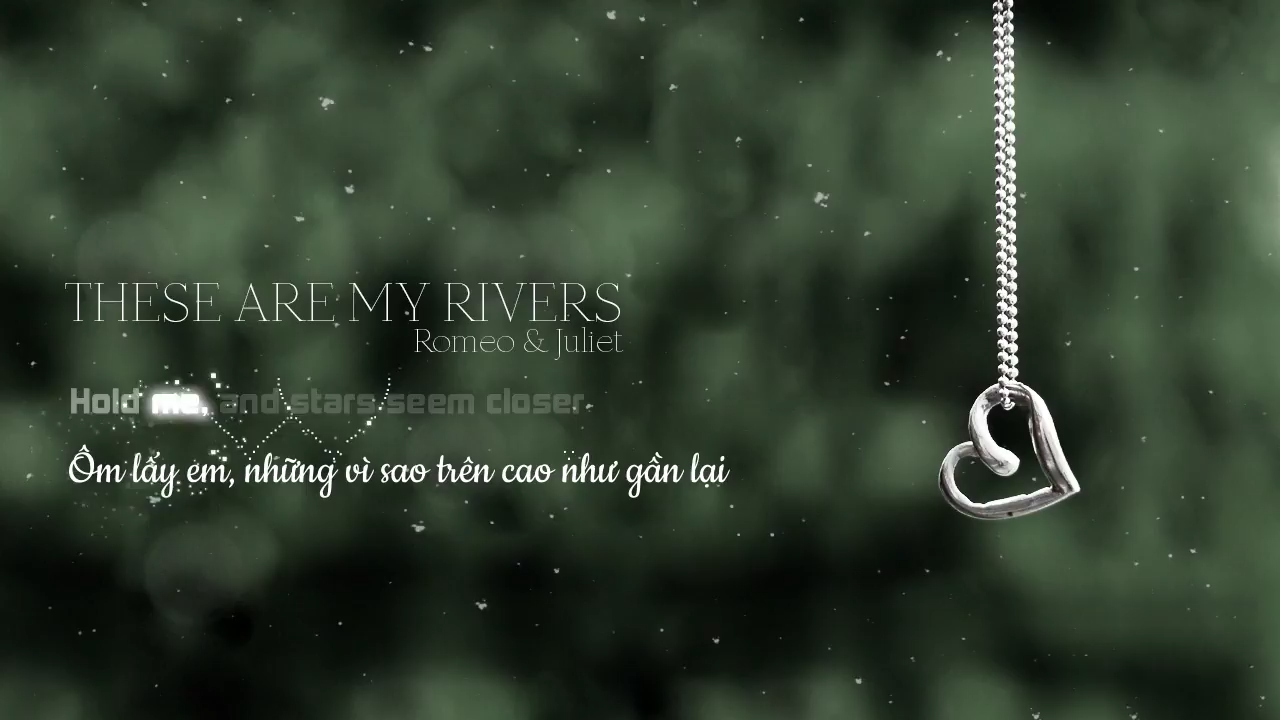 THESE ARE MY RIVERS
Romeo & Juliet
Hold me, and stars seem closer
Ôm lấy em, những vì sao trên cao như gần lại